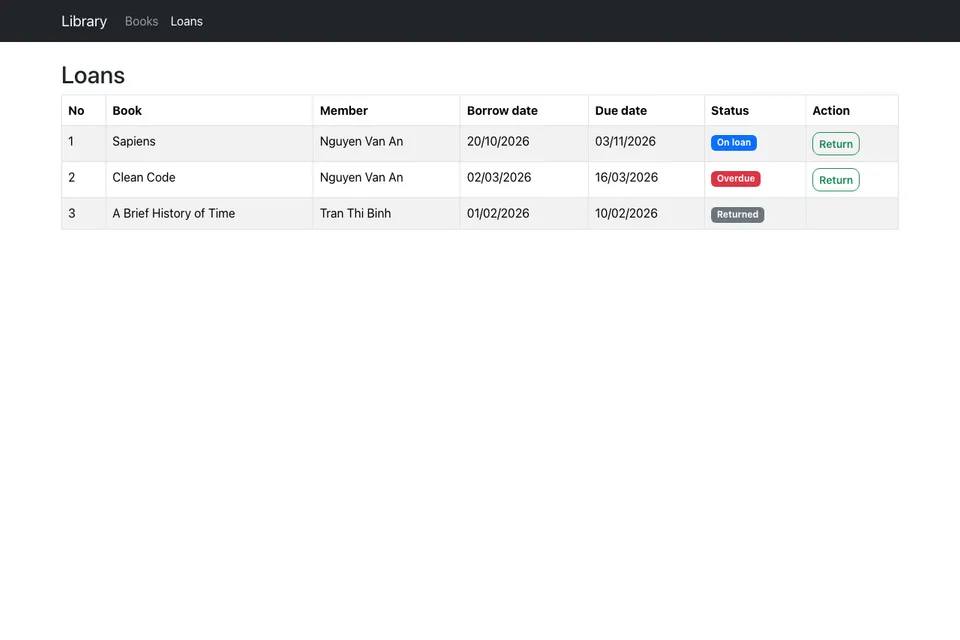 Library Books Loans
Loans
No Book Member Borrow date Due date Status Action
1 Sapiens Nguyen Van An 20/10/2026 03/11/2026 On loan Return
2 Clean Code Nguyen Van An 02/03/2026 16/03/2026 Overdue Return
3 A Brief History of Time Tran Thi Binh 01/02/2026 10/02/2026 Returned